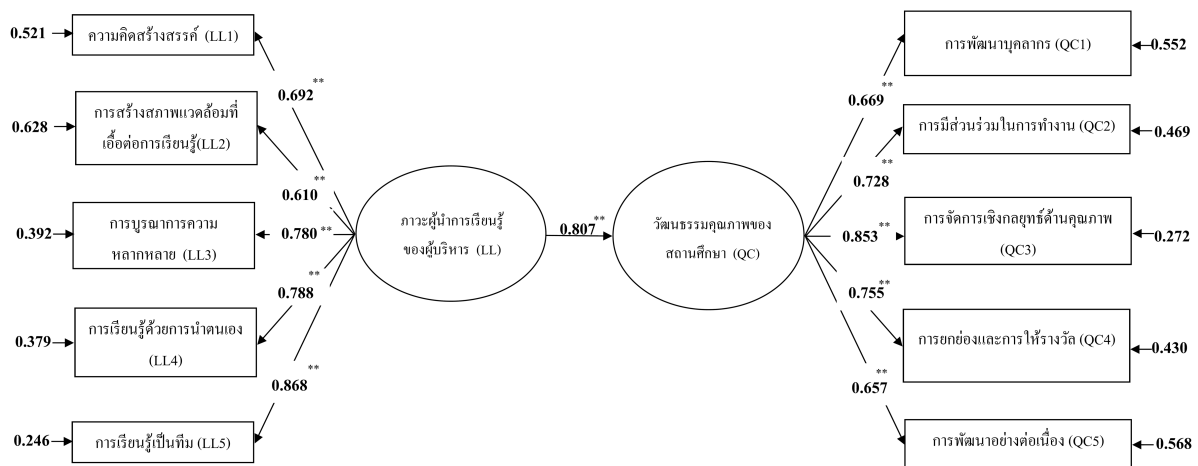 0.521
ความคิดสร้างสรรค์ (LL1)
0.692**
0.628
การสร้างสภาพแวดล้อมที่
เอื้อต่อการเรียนรู้(LL2)
0.610**
0.392
การบูรณาการความ
หลากหลาย (LL3)
0.780**
0.379
การเรียนรู้ด้วยการนำตนเอง
(LL4)
0.788**
0.246
การเรียนรู้เป็นทีม (LL5)
0.868**
ภาวะผู้นำการเรียนรู้
ของผู้บริหาร (LL)
0.807**
วัฒนธรรมคุณภาพของ
สถานศึกษา (QC)
0.669**
การพัฒนาบุคลากร (QC1)
0.552
0.728**
การมีส่วนร่วมในการทำงาน (QC2)
0.469
0.853**
การจัดการเชิงกลยุทธ์ด้านคุณภาพ
(QC3)
0.272
0.755**
การยกย่องและการให้รางวัล (QC4)
0.430
0.657**
การพัฒนาอย่างต่อเนื่อง (QC5)
0.568